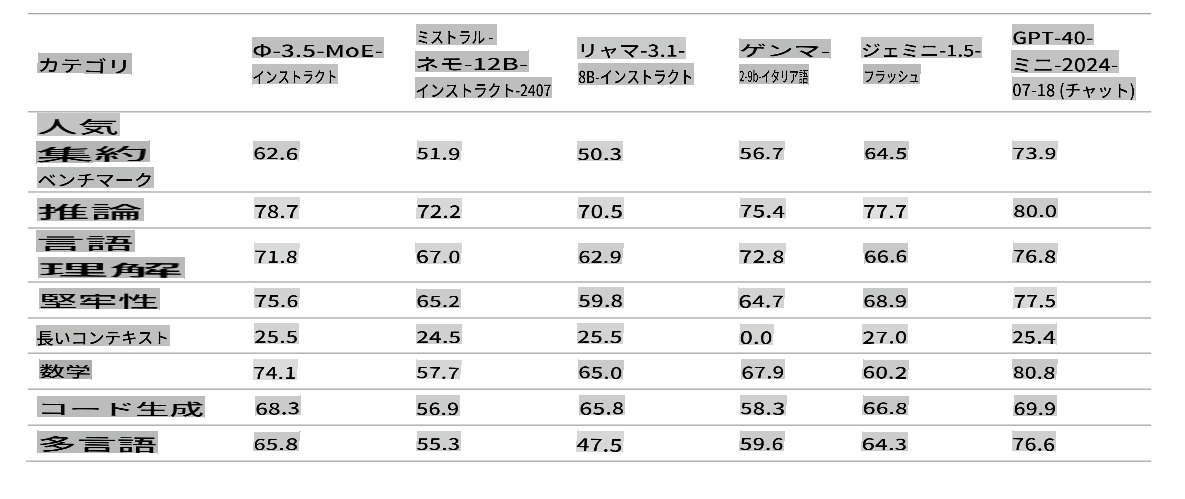 カテゴリ
Φ-3.5-MoE-
インストラクト
ミストラル-
ネモ-12B-
インストラクト-2407
リャマ-3.1-
8B-インストラクト
ゲンマ-
2-9b-イタリア語
ジェミニ-1.5-
フラッシュ
GPT-40-
ミニ-2024-
07-18 (チャット)
人気
集約
ベンチマーク
62.6 51.9 50.3 56.7 64.5 73.9
推論 78.7 72.2 70.5 75.4 77.7 80.0
言語
理解
71.8 67.0 62.9 72.8 66.6 76.8
堅牢性 75.6 65.2 59.8 64.7 68.9 77.5
長いコンテキスト 25.5 24.5 25.5 0.0 27.0 25.4
数学 74.1 57.7 65.0 67.9 60.2 80.8
コード生成 68.3 56.9 65.8 58.3 66.8 69.9
多言語 65.8 55.3 47.5 59.6 64.3 76.6